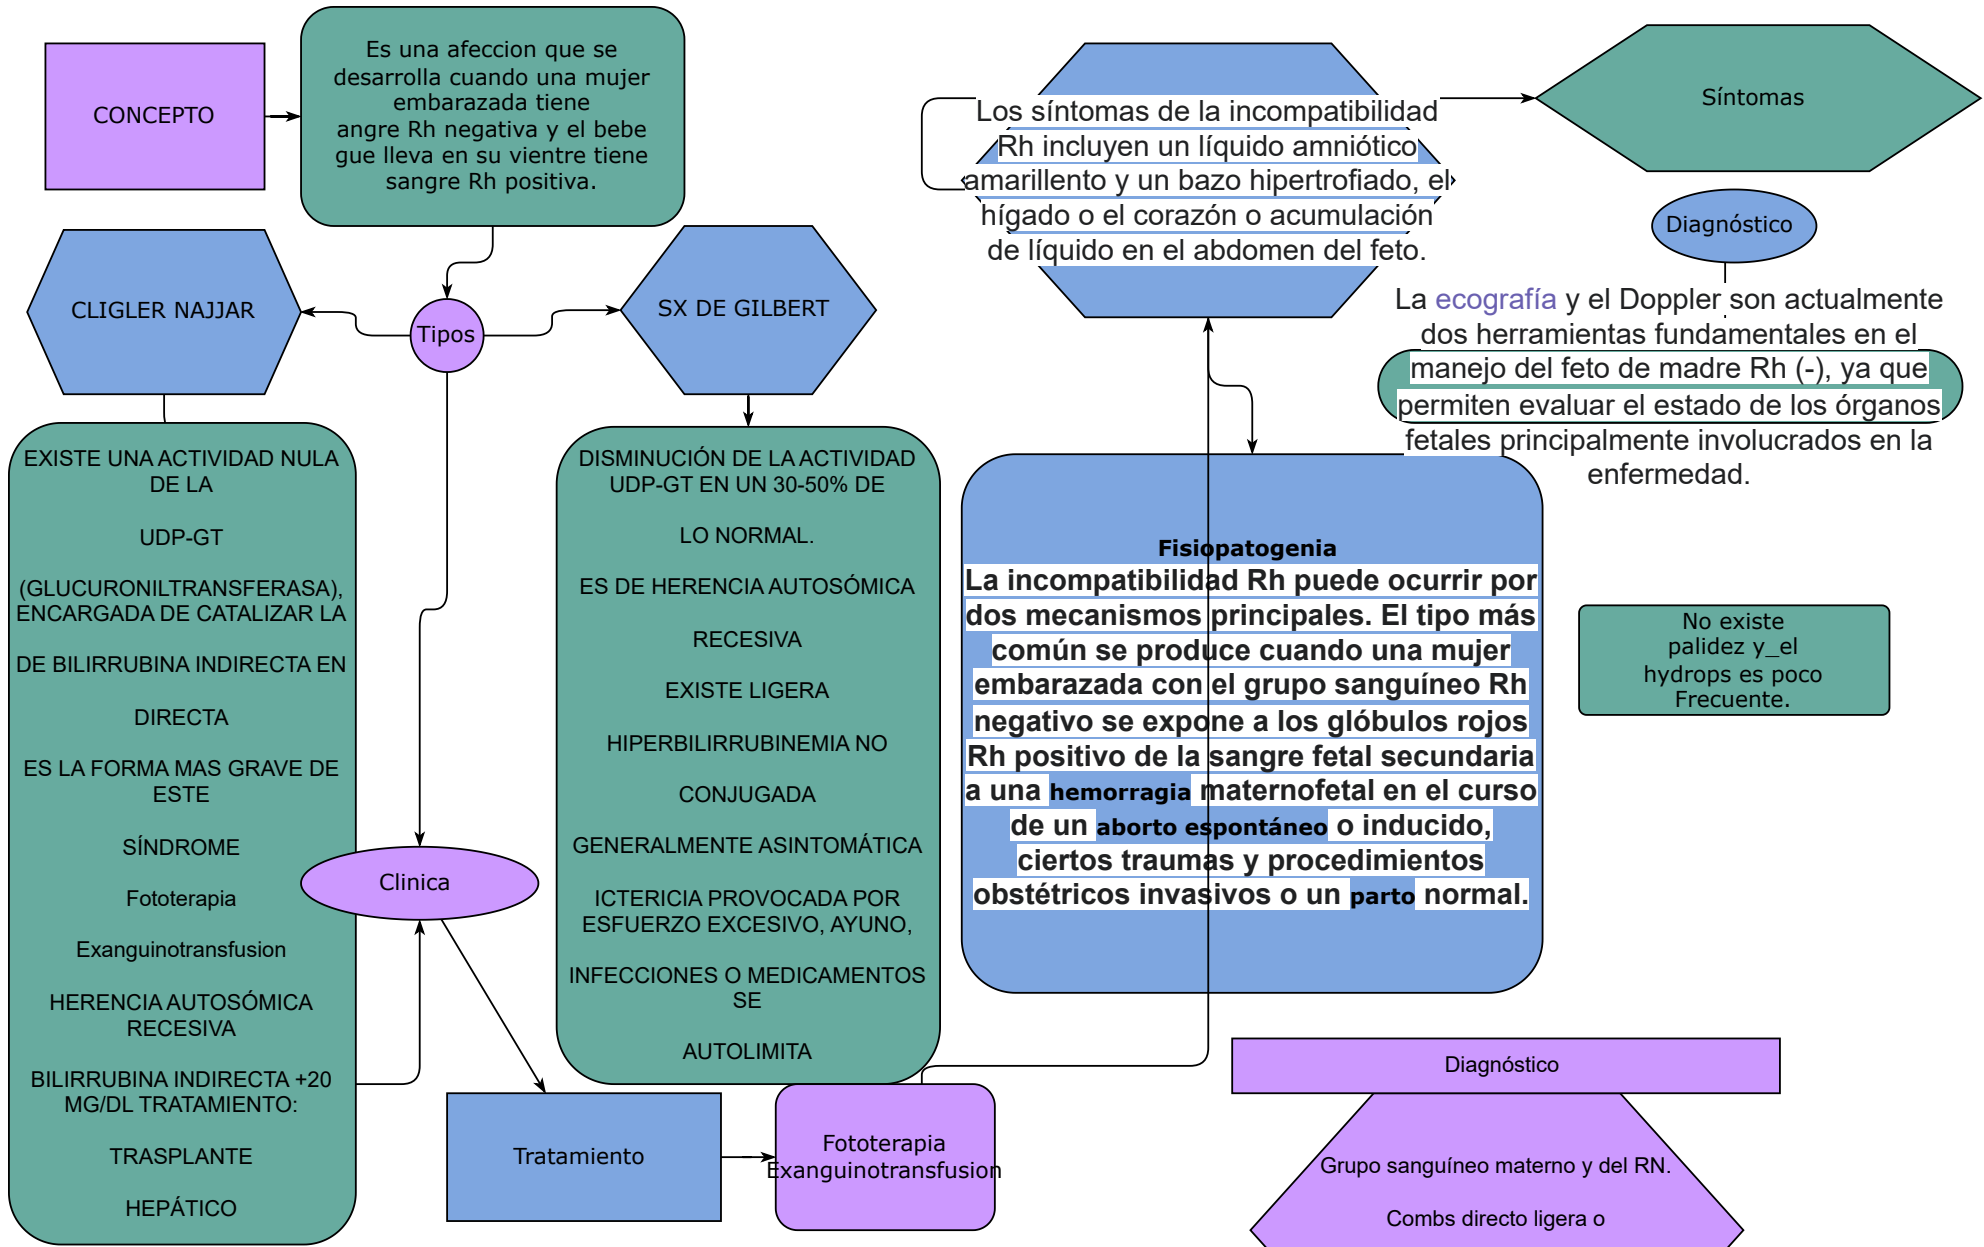 CONCEPTO
Es una afeccion que se
desarrolla cuando una mujer
embarazada tiene
angre Rh negativa y el bebe
gue lleva en su vientre tiene
sangre Rh positiva.
Los síntomas de la incompatibilidad
Rh incluyen un líquido amniótico
amarillento y un bazo hipertrofiado, el
hígado o el corazón o acumulación
de líquido en el abdomen del feto.
Síntomas
Diagnóstico
La ecografía y el Doppler son actualmente
dos herramientas fundamentales en el
manejo del feto de madre Rh (-), ya que
permiten evaluar el estado de los órganos
fetales principalmente involucrados en la
enfermedad.
CLIGLER NAJJAR
Tipos
SX DE GILBERT
EXISTE UNA ACTIVIDAD NULA
DE LA
UDP-GT
(GLUCURONILTRANSFERASA),
ENCARGADA DE CATALIZAR LA
DE BILIRRUBINA INDIRECTA EN
DIRECTA
ES LA FORMA MAS GRAVE DE
ESTE
SÍNDROME
Fototerapia
Exanguinotransfusion
HERENCIA AUTOSÓMICA
RECESIVA
BILIRRUBINA INDIRECTA +20
MG/DL TRATAMIENTO:
TRASPLANTE
HEPÁTICO
DISMINUCIÓN DE LA ACTIVIDAD
UDP-GT EN UN 30-50% DE
LO NORMAL.
ES DE HERENCIA AUTOSÓMICA
RECESIVA
EXISTE LIGERA
HIPERBILIRRUBINEMIA NO
CONJUGADA
GENERALMENTE ASINTOMÁTICA
ICTERICIA PROVOCADA POR
ESFUERZO EXCESIVO, AYUNO,
INFECCIONES O MEDICAMENTOS
SE
AUTOLIMITA
Fisiopatogenia
La incompatibilidad Rh puede ocurrir por
dos mecanismos principales. El tipo más
común se produce cuando una mujer
embarazada con el grupo sanguíneo Rh
negativo se expone a los glóbulos rojos
Rh positivo de la sangre fetal secundaria
a una hemorragia maternofetal en el curso
de un aborto espontáneo o inducido,
ciertos traumas y procedimientos
obstétricos invasivos o un parto normal.
No existe
palidez y_el
hydrops es poco
Frecuente.
Clinica
Tratamiento
Fototerapia
Exanguinotransfusion
Diagnóstico
Grupo sanguíneo materno y del RN.
Combs directo ligera o